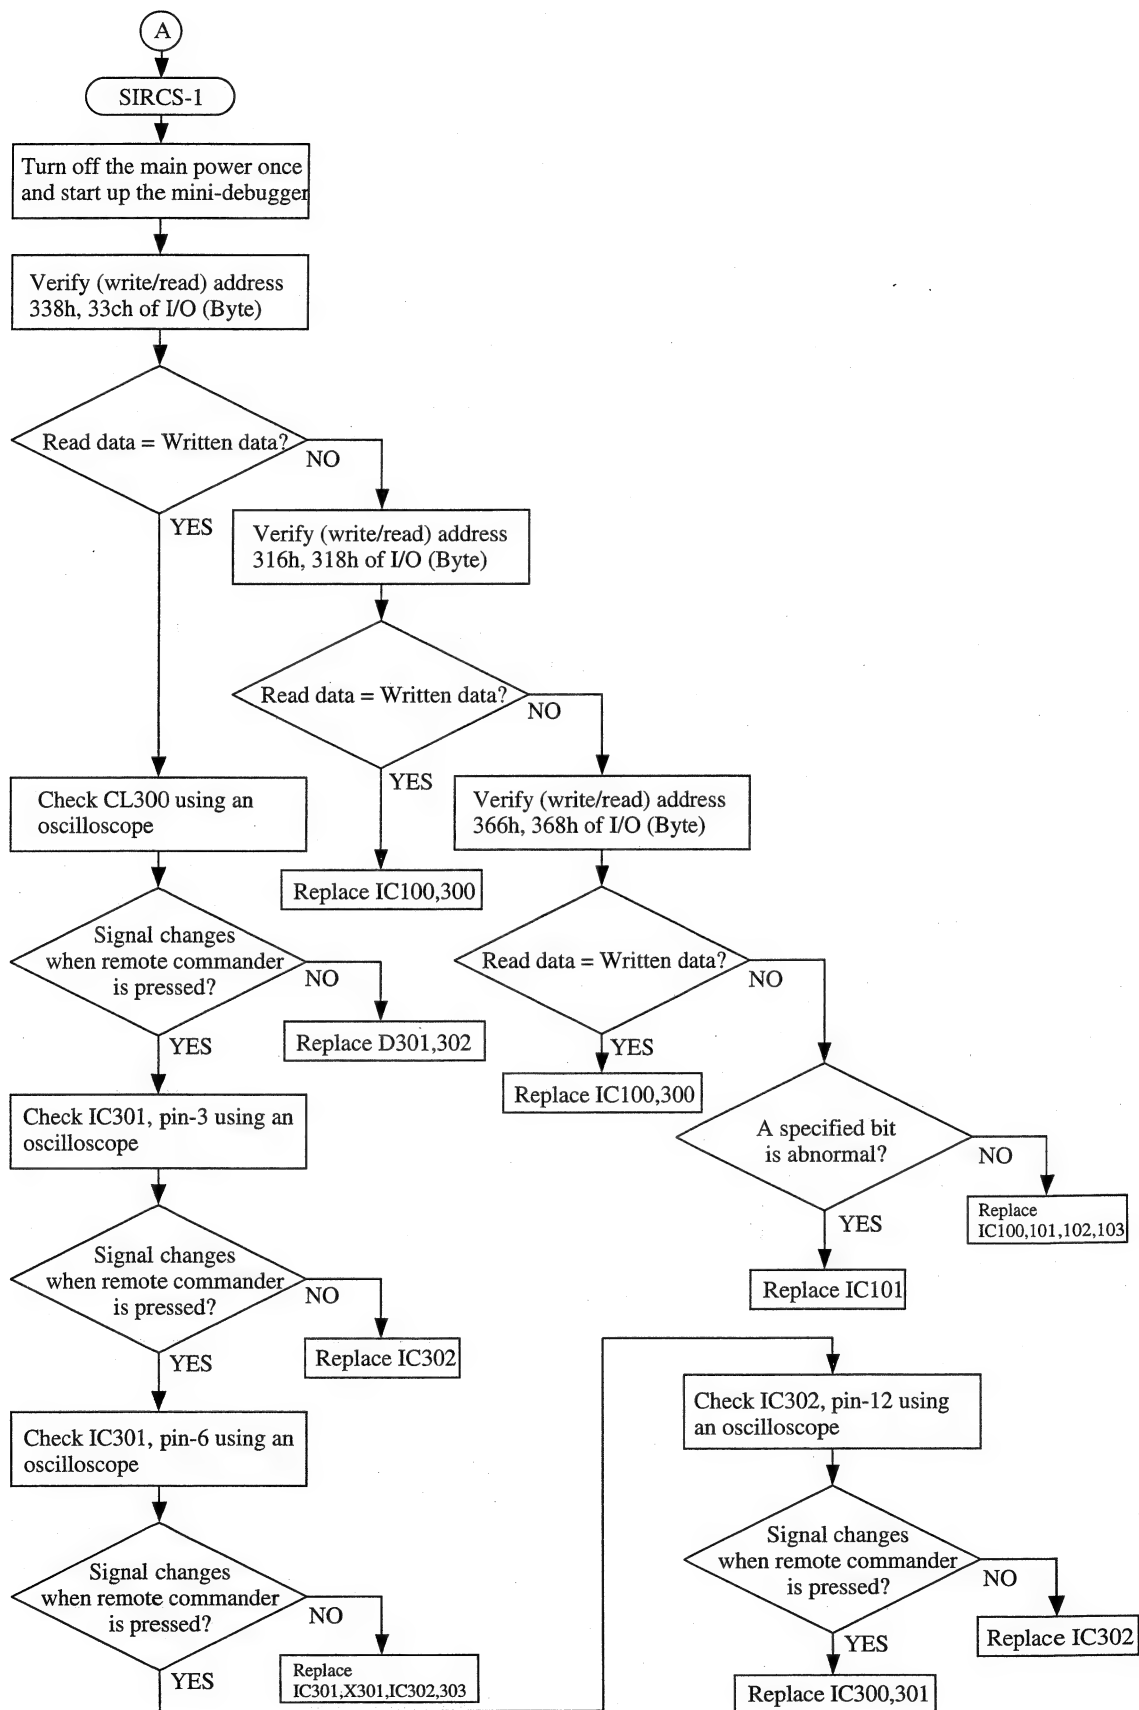 A
SIRCS-1
Turn off the main power once
and start up the mini-debugger
Verify (write/read) address
338h, 33ch of I/O (Byte)
Read data = Written data?
NO
YES
Verify (write/read) address
316h, 318h of I/O (Byte)
Read data = Written data?
NO
YES
Check CL300 using an
oscilloscope
Verify (write/read) address
366h, 368h of I/O (Byte)
Replace IC100,300
Signal changes
when remote commander
is pressed?
NO
YES
Replace D301,302
Read data = Written data?
NO
YES
Replace IC100,300
Check IC301, pin-3 using an
oscilloscope
A specified bit
is abnormal?
NO
YES
Replace
IC100,101,102,103
Replace IC101
Signal changes
when remote commander
is pressed?
NO
YES
Replace IC302
Check IC301, pin-6 using an
oscilloscope
Signal changes
when remote commander
is pressed?
NO
YES
Replace
IC301,X301,IC302,303
Check IC302, pin-12 using
an oscilloscope
Signal changes
when remote commander
is pressed?
NO
YES
Replace IC302
Replace IC300,301